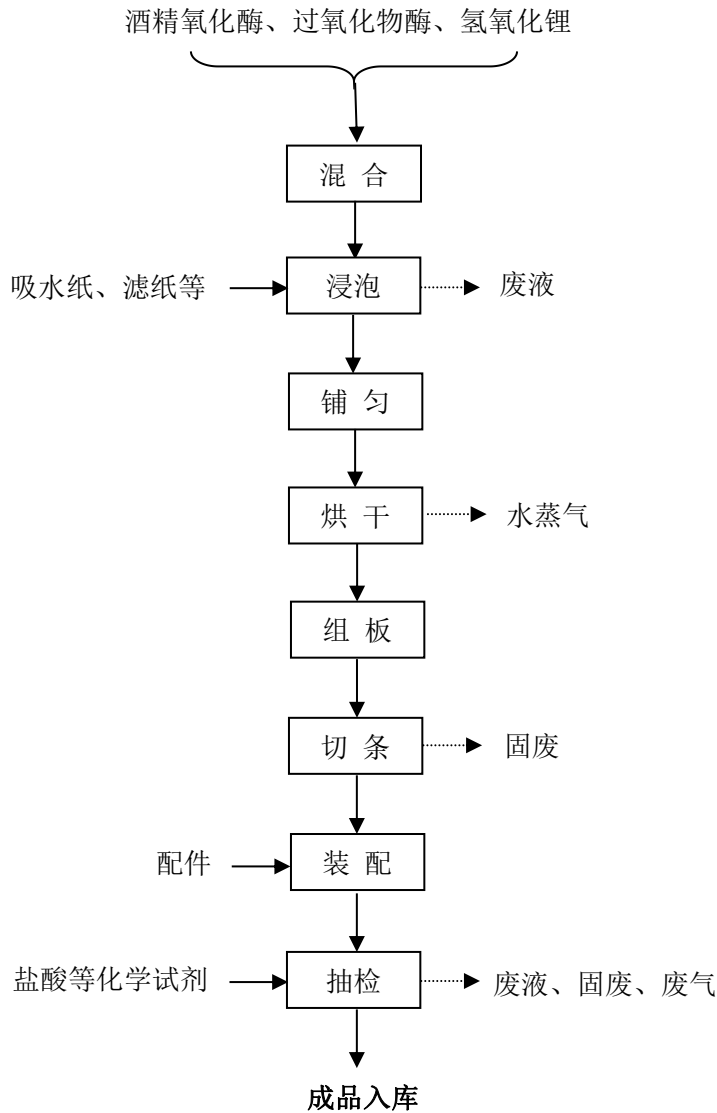 酒精氧化酶、过氧化物酶、氢氧化锂
混 合
吸水纸、滤纸等
浸泡
废液
铺 匀
烘 干
水蒸气
组 板
切 条
固废
配件
装 配
盐酸等化学试剂
抽检
废液、固废、废气
成品入库